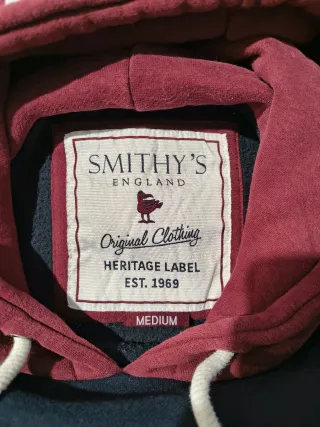 SMITHY'S
ENGLAND
Original Clothing
HERITAGE LABEL
EST. 1969
MEDIUM